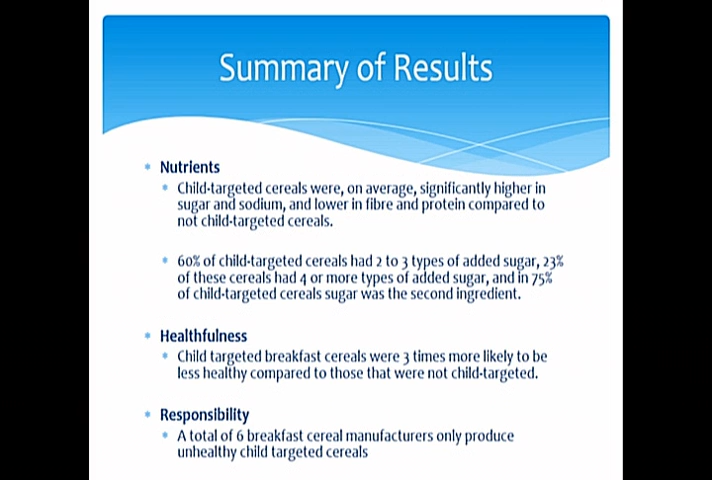 Summary of Results
Nutrients
Child-targeted cereals were, on average, significantly higher in
sugar and sodium, and lower in fibre and protein compared to
not child-targeted cereals.
60% of child-targeted cereals had 2 to 3 types of added sugar, 23%
of these cereals had 4 or more types of added sugar, and in 75%
of child-targeted cereals sugar was the second ingredient.
Healthfulness
Child targeted breakfast cereals were 3 times more likely to be
less healthy compared to those that were not child-targeted.
Responsibility
A total of 6 breakfast cereal manufacturers only produce
unhealthy child targeted cereals